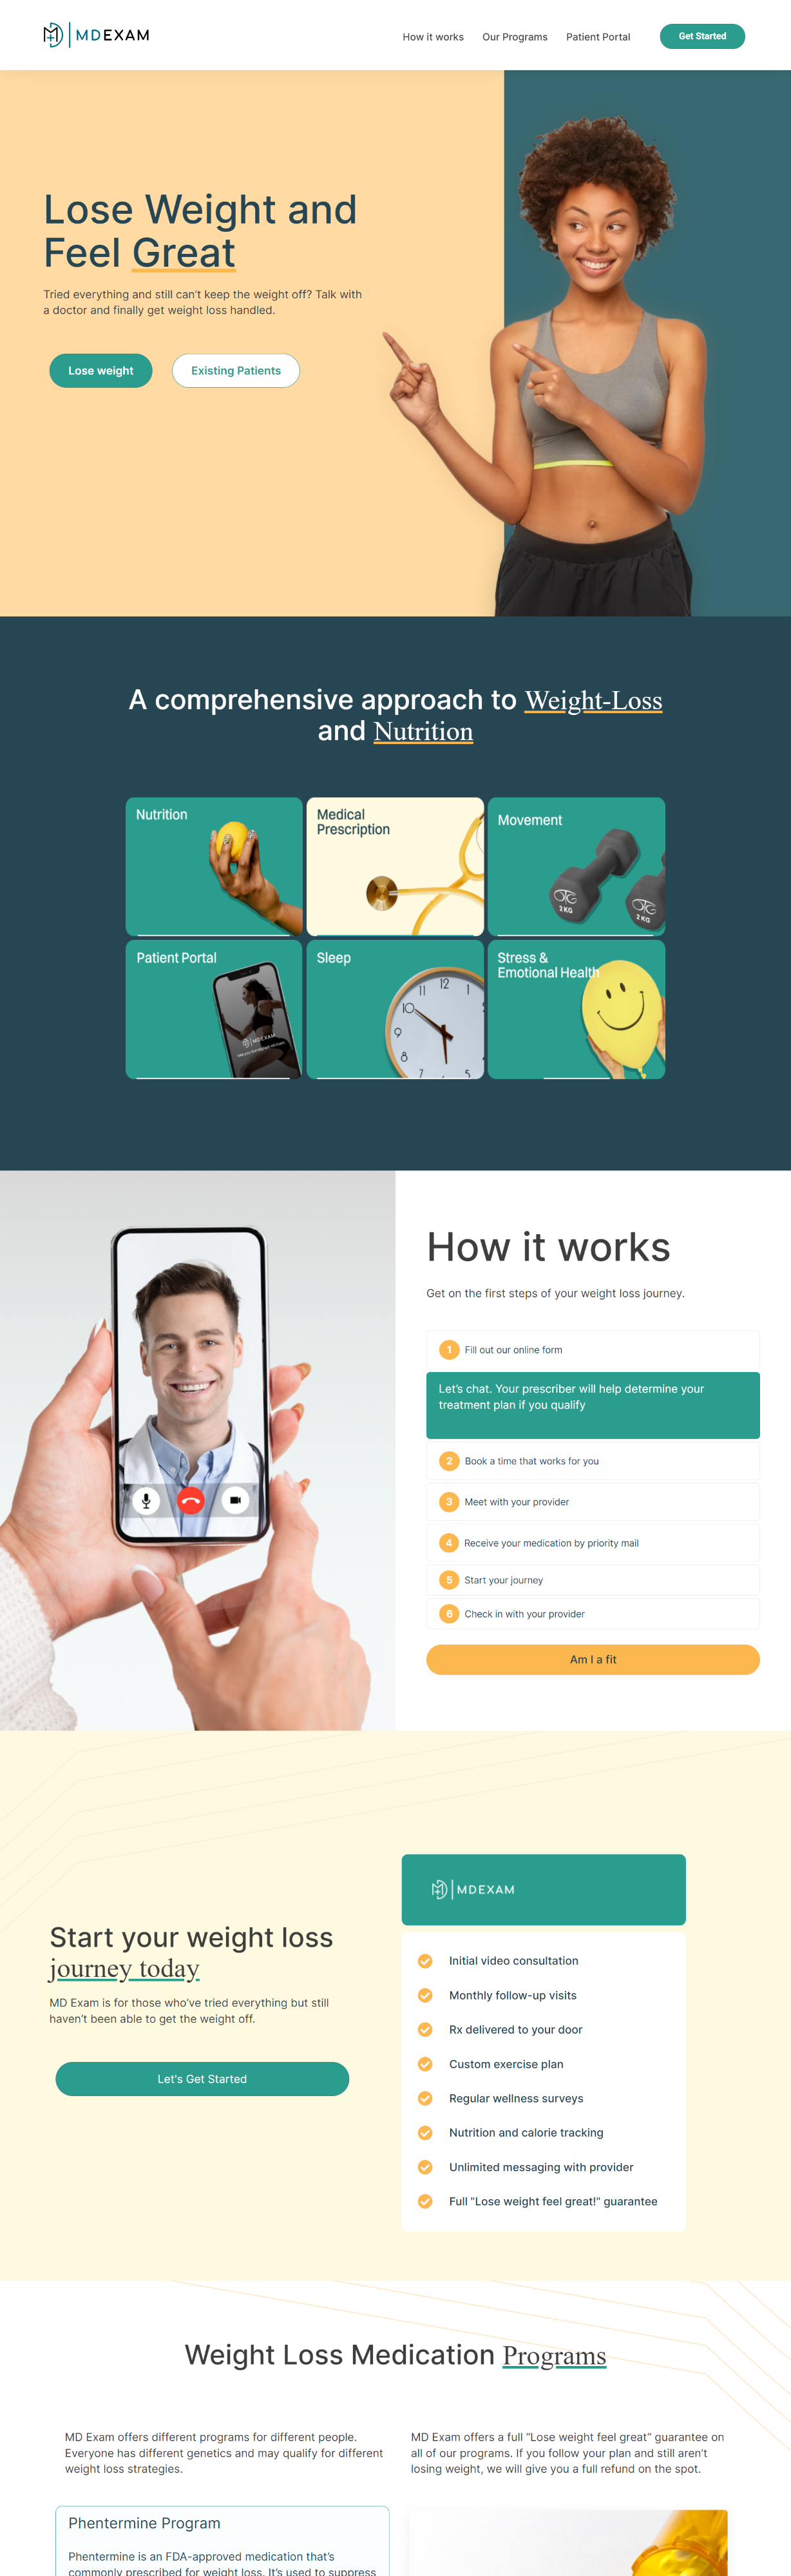 MDEXAM
How it works
Our Programs
Patient Portal
Get Started
Lose Weight and
Feel Great
Tried everything and still can't keep the weight off? Talk with
a doctor and finally get weight loss handled.
Lose weight
Existing Patients
A comprehensive approach to Weight-Loss
and Nutrition
Nutrition
Medical
Prescription
Movement
2 KG
2 KG
Patient Portal
MDEXAM
Sleep
10
11
12
1
9
8
7
5
Stress &
Emotional Health
How it works
Get on the first steps of your weight loss journey.
1 Fill out our online form
Let's chat. Your prescriber will help determine your
treatment plan if you qualify
2 Book a time that works for you
3 Meet with your provider
4 Receive your medication by priority mail
5 Start your journey
6 Check in with your provider
Am I a fit
Start your weight loss
journey today
MD Exam is for those who've tried everything but still
haven't been able to get the weight off.
Let's Get Started
MDEXAM
Initial video consultation
Monthly follow-up visits
Rx delivered to your door
Custom exercise plan
Regular wellness surveys
Nutrition and calorie tracking
Unlimited messaging with provider
Full "Lose weight feel great!" guarantee
Weight Loss Medication Programs
MD Exam offers different programs for different people.
Everyone has different genetics and may qualify for different
weight loss strategies.
MD Exam offers a full “Lose weight feel great” guarantee on
all of our programs. If you follow your plan and still aren't
losing weight, we will give you a full refund on the spot.
Phentermine Program
Phentermine is an FDA-approved medication that's
commonly prescribed for weight loss. It's used to suppress